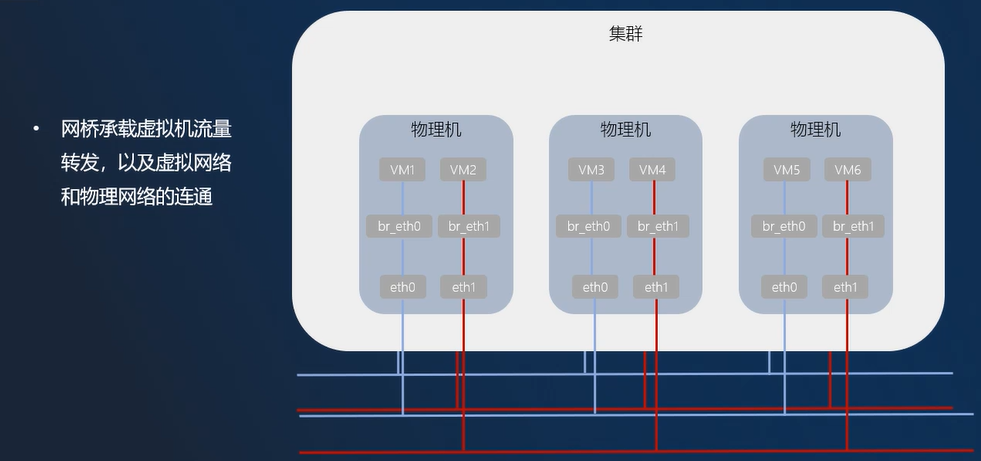 集群
• 网桥承载虚拟机流量
转发，以及虚拟网络
和物理网络的连通
物理机 物理机 物理机
VM1 VM2 VM3 VM4 VM5 VM6
br_eth0 br_eth1 br_eth0 br_eth1 br_eth0 br_eth1
eth0 eth1 eth0 eth1 eth0 eth1